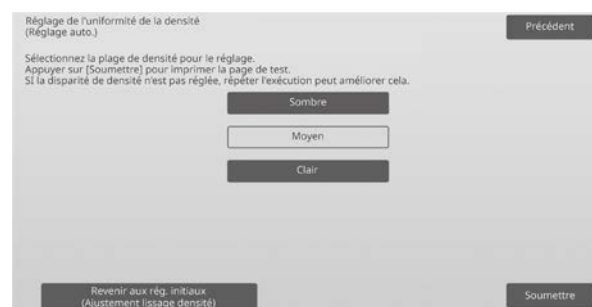 Réglage de l'uniformité de la densité
(Réglage auto.)
Précédent
Sélectionnez la plage de densité pour le réglage.
Appuyer sur [Soumettre] pour imprimer la page de test.
SI la disparité de densité n'est pas réglée, répéter l'exécution peut améliorer cela.
Sombre
Moyen
Clair
Revenir aux rég. initiaux
(Ajustement lissage densité)
Soumettre